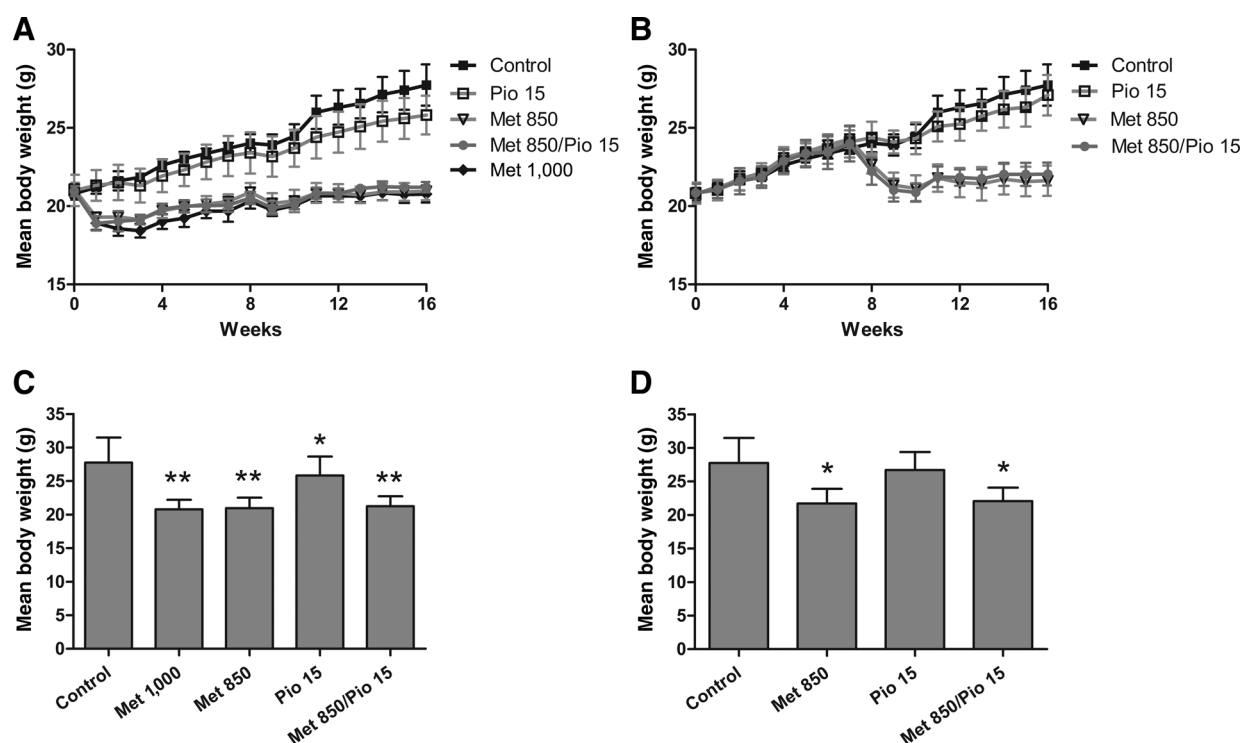 A
Mean body weight (g)
30
25
20
15
0 4 8 12 16
Weeks
Control
Pio 15
Met 850
Met 850/Pio 15
Met 1,000
B
Mean body weight (g)
30
25
20
15
0 4 8 12 16
Weeks
Control
Pio 15
Met 850
Met 850/Pio 15
C
Mean body weight (g)
35
30
25
20
15
10
5
0
** ** * **
Control
Met 1,000
Met 850
Pio 15
Met 850/Pio 15
D
Mean body weight (g)
35
30
25
20
15
10
5
0
* *
Control
Met 850
Pio 15
Met 850/Pio 15